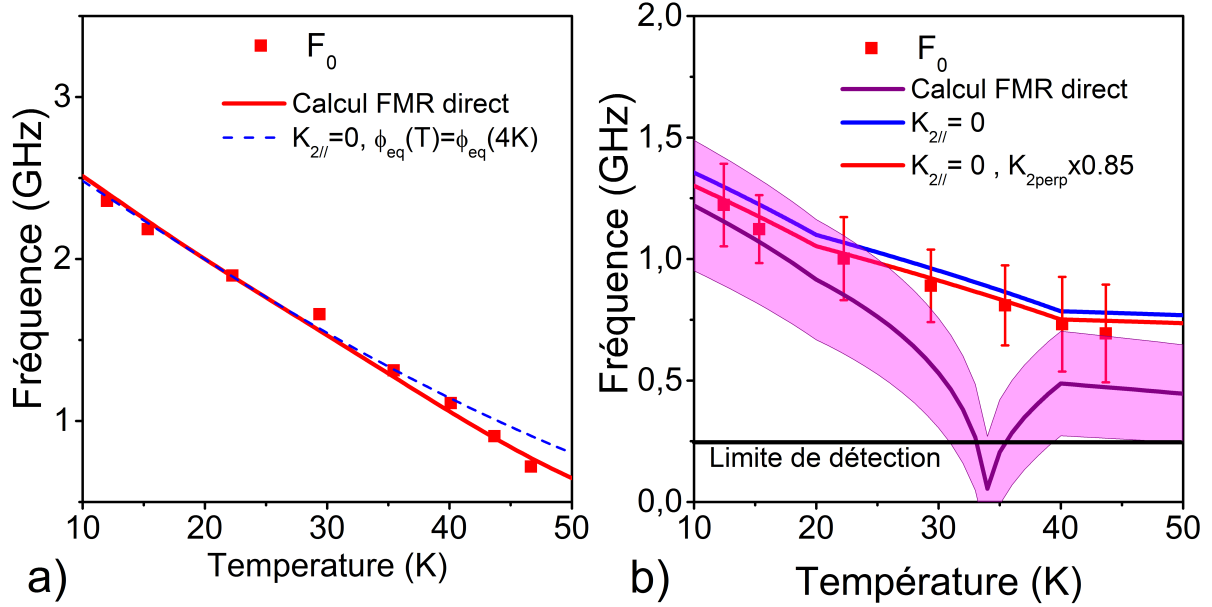 F0
Calcul FMR direct
K2//=0, ϕeq(T)=ϕeq(4K)
Fréquence (GHz)
3
2
1
10 20 30 40 50
Temperature (K)
a)
F0
Calcul FMR direct
K2//= 0
K2//= 0 , K2perpx0.85
Limite de détection
Fréquence (GHz)
2,0
1,5
1,0
0,5
0,0
10 20 30 40 50
Température (K)
b)